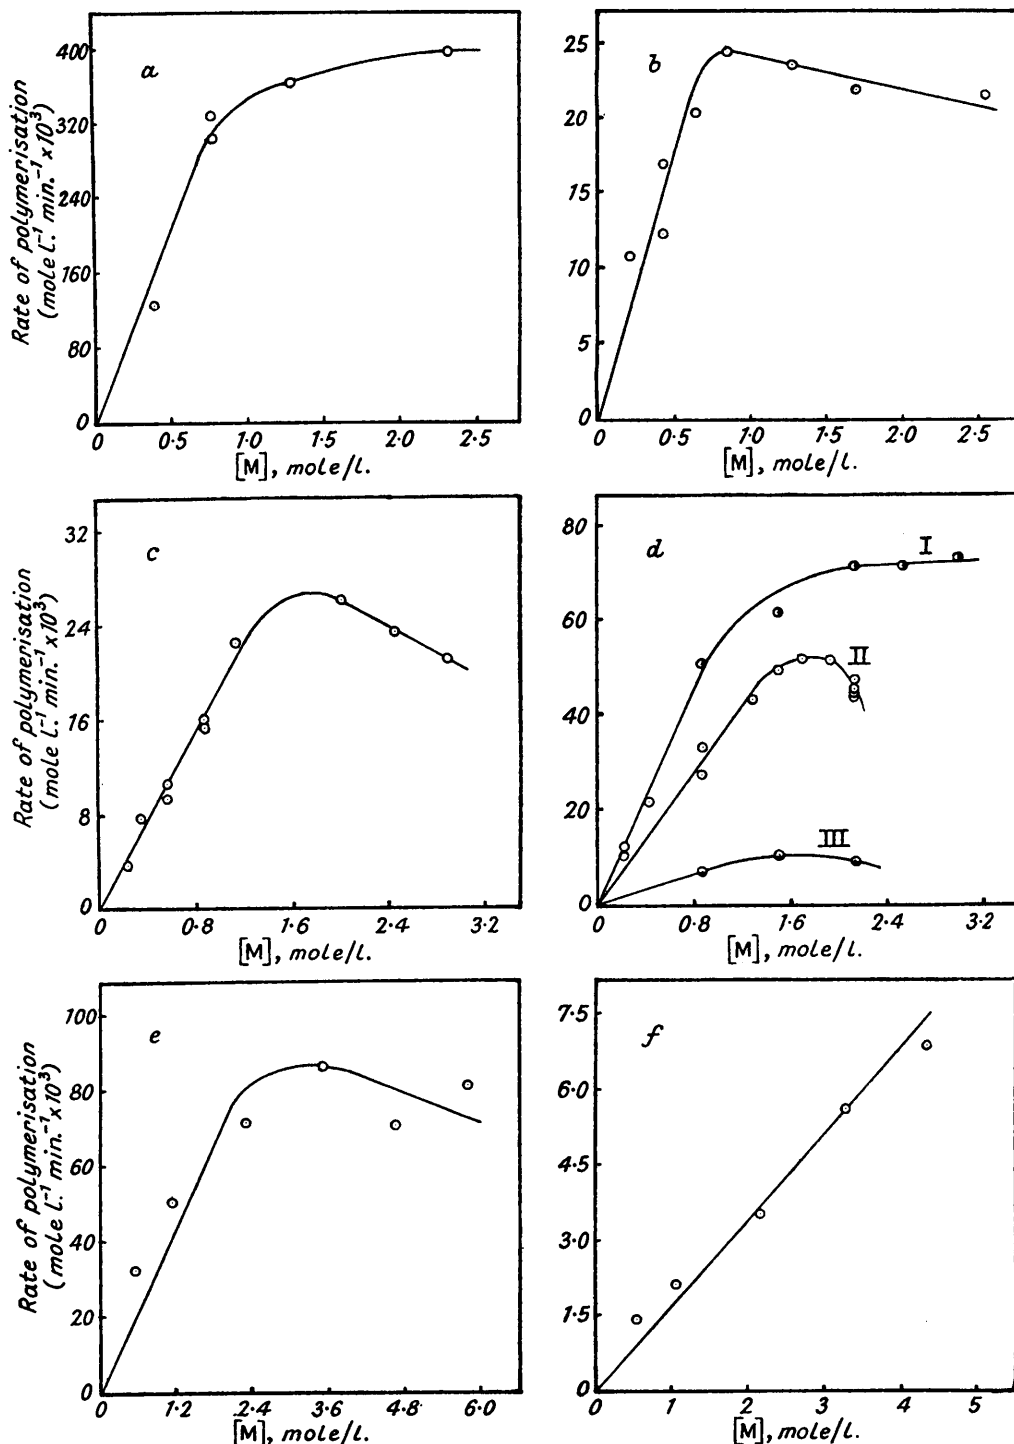 Rate of polymerisation
(mole l.⁻¹ min.⁻¹ ×10³)
a
400
320
240
160
80
0
0 0·5 1·0 1·5 2·0 2·5
[M], mole/l.
b
25
20
15
10
5
0
0 0·5 1·0 1·5 2·0 2·5
[M], mole/l.
Rate of polymerisation
(mole l.⁻¹ min.⁻¹ ×10³)
c
32
24
16
8
0
0 0·8 1·6 2·4 3·2
[M], mole/l.
d
I
II
III
80
60
40
20
0
0 0·8 1·6 2·4 3·2
[M], mole/l.
Rate of polymerisation
(mole l.⁻¹ min.⁻¹ ×10³)
e
100
80
60
40
20
0
0 1·2 2·4 3·6 4·8 6·0
[M], mole/l.
f
7·5
6·0
4·5
3·0
1·5
0
0 1 2 3 4 5
[M], mole/l.